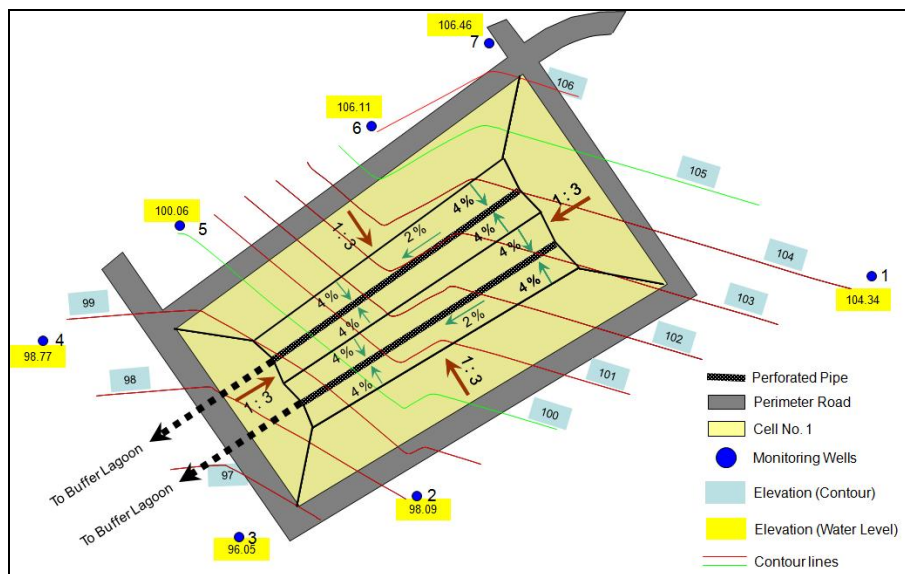 106.46
7
106
106.11
6
105
100.06
5
1 : 3
2%
4%
4%
4%
1 : 3
104
1
104.34
99
4%
4%
4%
103
4
98.77
4%
2%
102
98
4%
1 : 3
101
1 : 3
100
To Buffer Lagoon
To Buffer Lagoon
97
2
98.09
3
96.05
Perforated Pipe
Perimeter Road
Cell No. 1
Monitoring Wells
Elevation (Contour)
Elevation (Water Level)
Contour lines